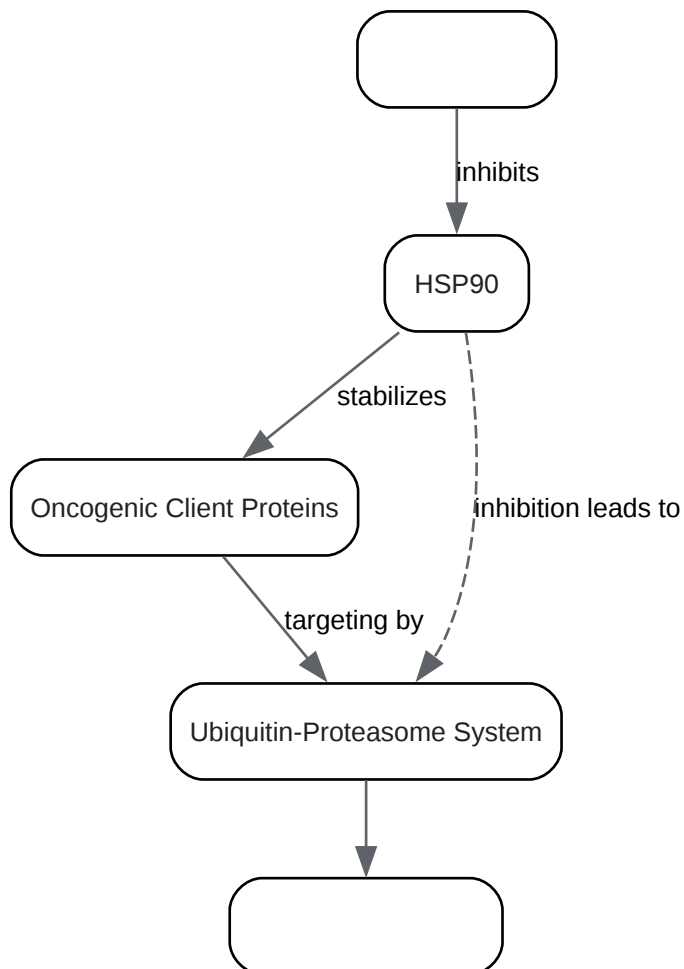 inhibits
HSP90
stabilizes
Oncogenic Client Proteins
inhibition leads to
targeting by
Ubiquitin-Proteasome System